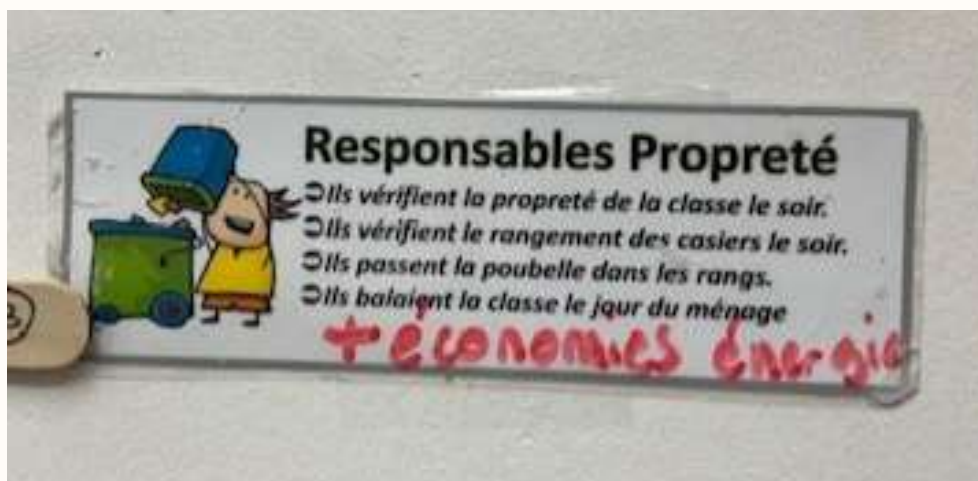 Responsables Propreté
➲Ils vérifient la propreté de la classe le soir.
➲Ils vérifient le rangement des casiers le soir.
➲Ils passent la poubelle dans les rangs.
➲Ils balaient la classe le jour du ménage
+ économies énergie